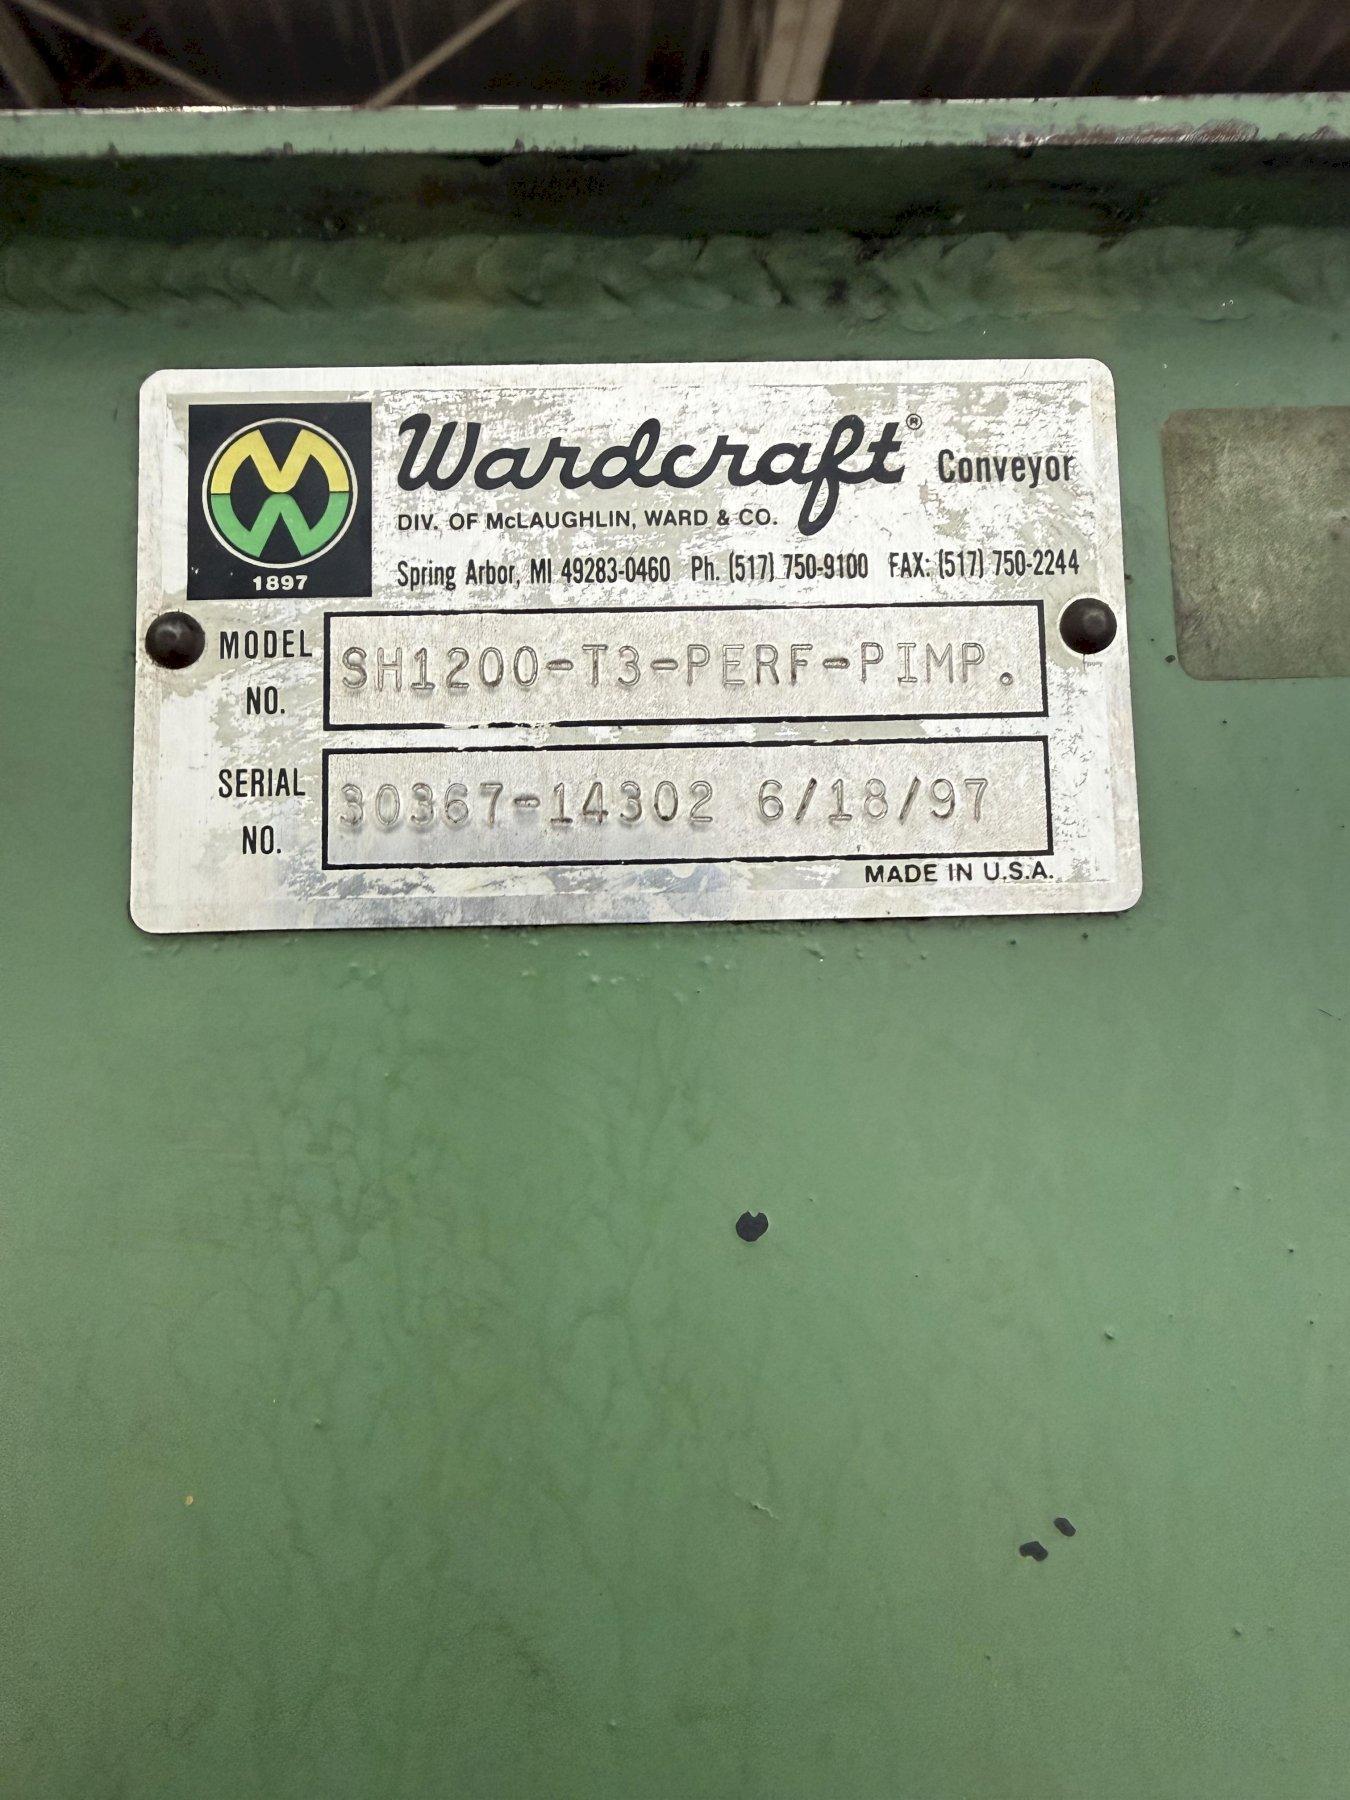 Wardcraft® Conveyor
DIV. OF McLAUGHLIN, WARD & CO.
Spring Arbor, MI 49283-0460 Ph. (517) 750-9100 FAX: (517) 750-2244
MW
1897
MODEL NO. SH1200-T3-PERF-PIMP.
SERIAL NO. 30367-14302 6/18/97
MADE IN U.S.A.